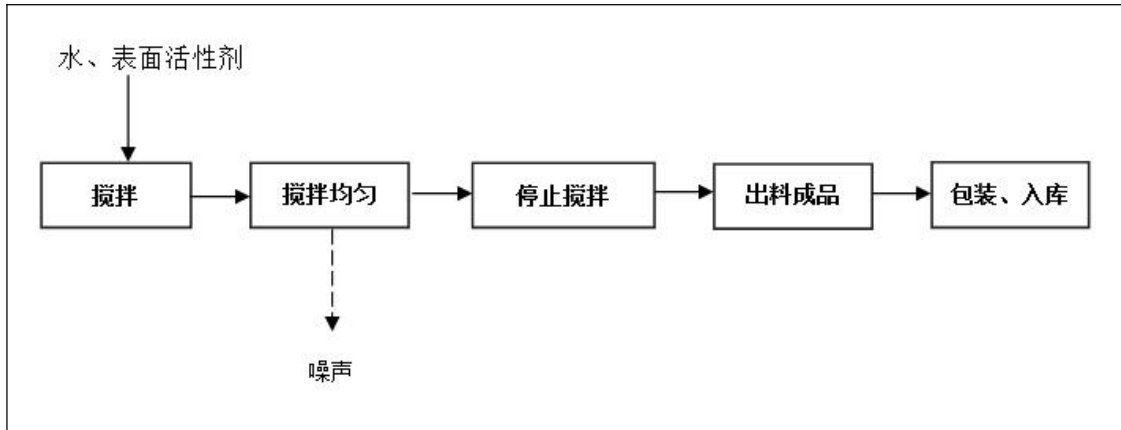 水、表面活性剂
搅拌
搅拌均匀
停止搅拌
出料成品
包装、入库
噪声